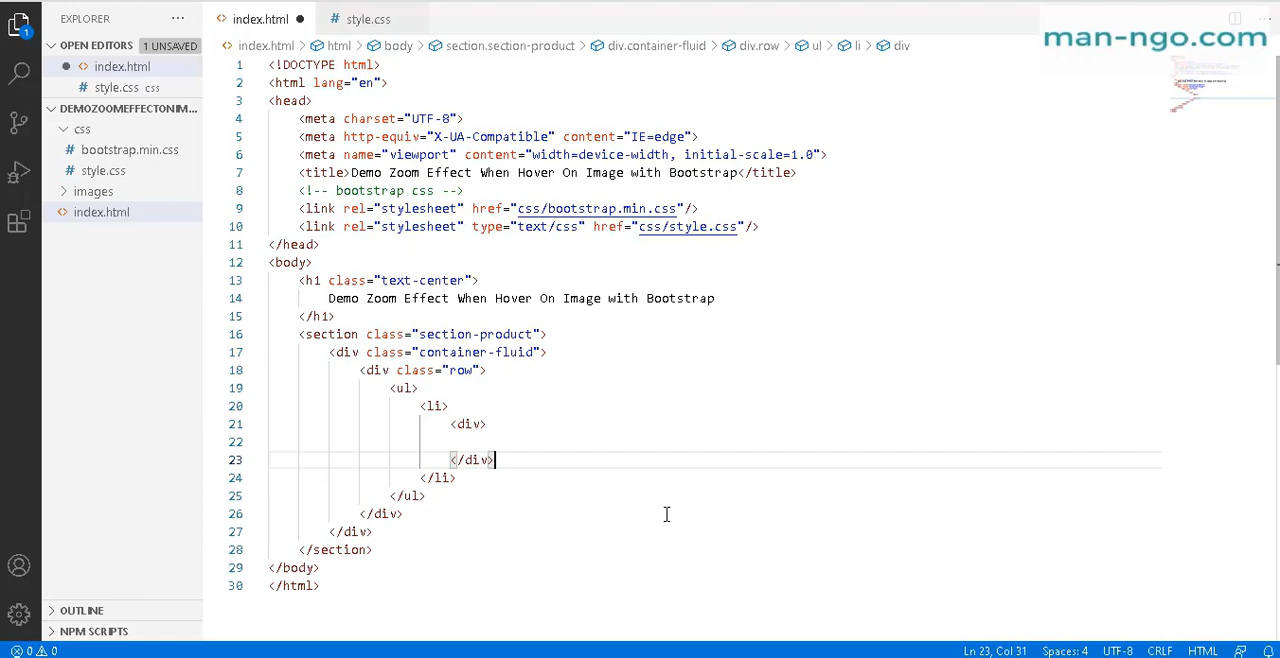 EXPLORER
···
index.html
style.css
man-ngo.com
OPEN EDITORS
1 UNSAVED
index.html
style.css css
DEMOZOOMEFFECTONIM...
css
bootstrap.min.css
style.css
images
index.html
index.html > html > body > section.section-product > div.container-fluid > div.row > ul > li > div
1 <!DOCTYPE html>
2 <html lang="en">
3 <head>
4 <meta charset="UTF-8">
5 <meta http-equiv="X-UA-Compatible" content="IE=edge">
6 <meta name="viewport" content="width=device-width, initial-scale=1.0">
7 <title>Demo Zoom Effect When Hover On Image with Bootstrap</title>
8 <!-- bootstrap css -->
9 <link rel="stylesheet" href="css/bootstrap.min.css"/>
10 <link rel="stylesheet" type="text/css" href="css/style.css"/>
11 </head>
12 <body>
13 <h1 class="text-center">
14 Demo Zoom Effect When Hover On Image with Bootstrap
15 </h1>
16 <section class="section-product">
17 <div class="container-fluid">
18 <div class="row">
19 <ul>
20 <li>
21 <div>
22
23 </div>
24 </li>
25 </ul>
26 </div>
27 </div>
28 </section>
29 </body>
30 </html>
OUTLINE
NPM SCRIPTS
1
0 0
Ln 23, Col 31 Spaces: 4 UTF-8 CRLF HTML